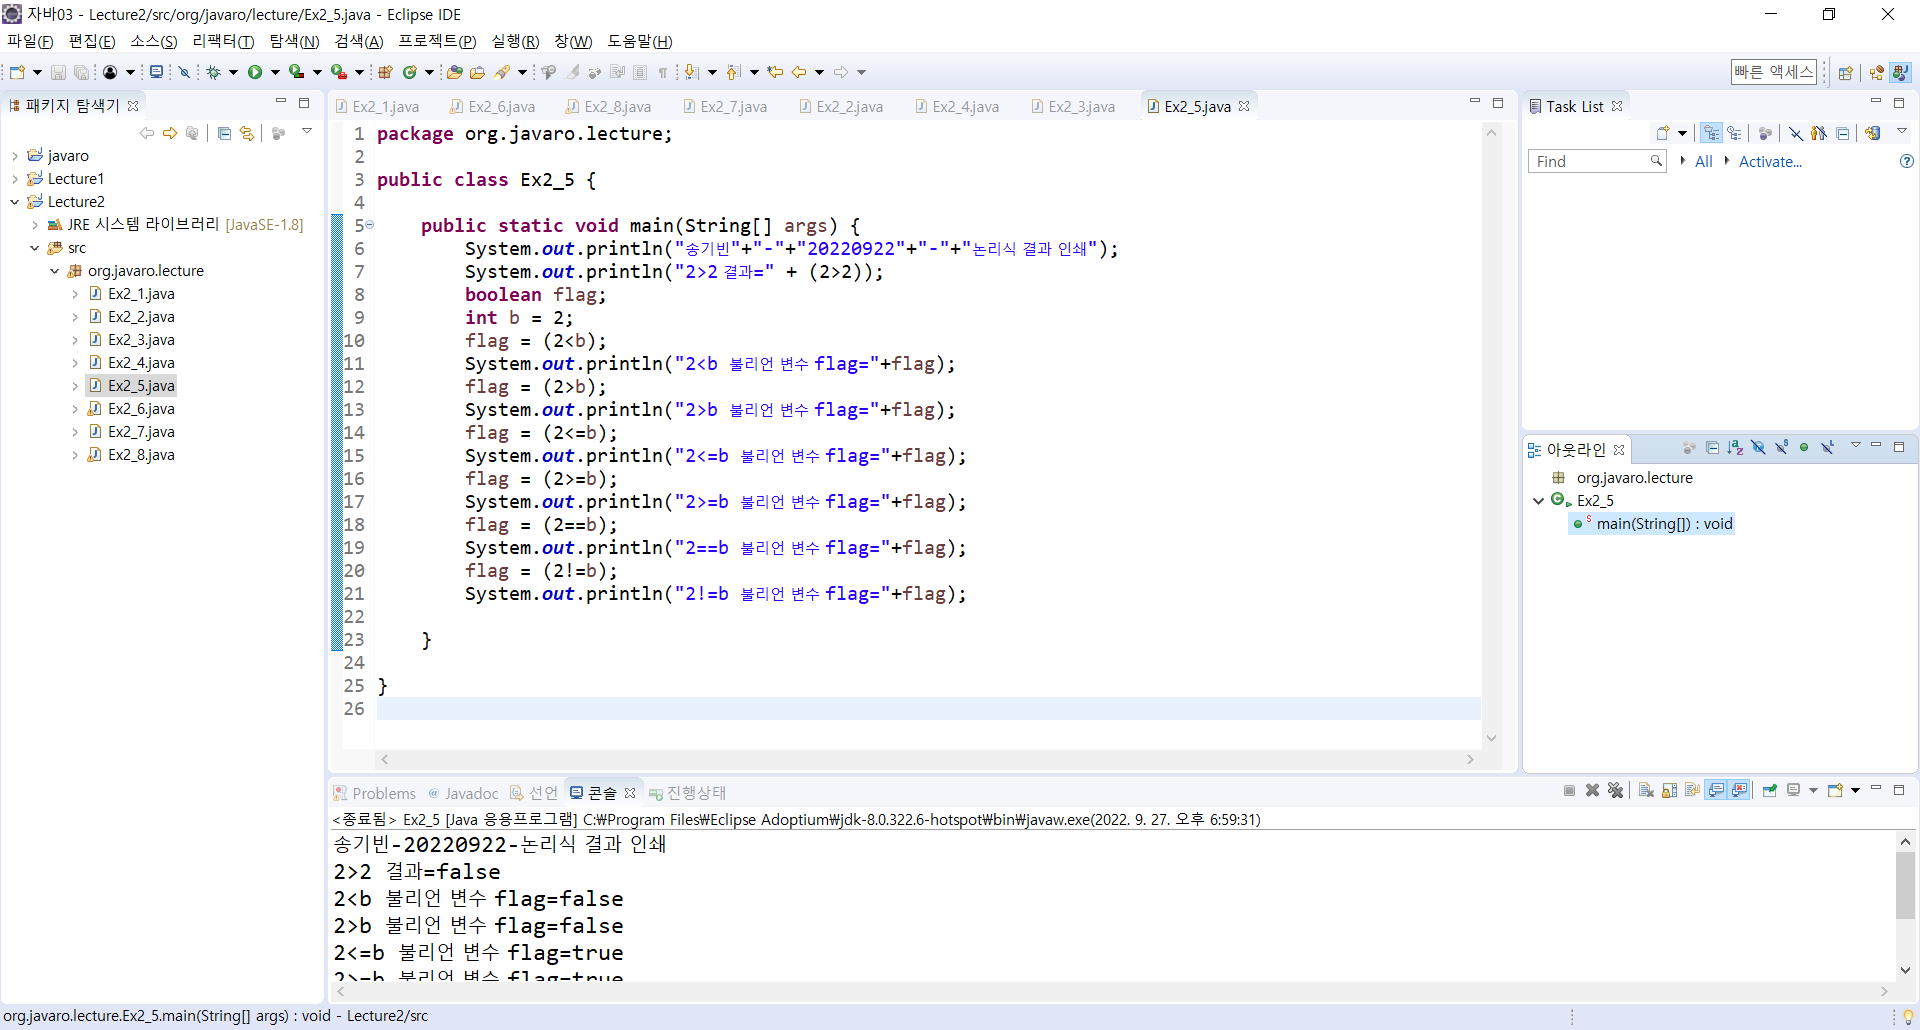 자바03 - Lecture2/src/org/javaro/lecture/Ex2_5.java - Eclipse IDE
파일(F) 편집(E) 소스(S) 리팩터(T) 탐색(N) 검색(A) 프로젝트(P) 실행(R) 창(W) 도움말(H)
빠른 액세스
패키지 탐색기
javaro
Lecture1
Lecture2
JRE 시스템 라이브러리 [JavaSE-1.8]
src
org.javaro.lecture
Ex2_1.java
Ex2_2.java
Ex2_3.java
Ex2_4.java
Ex2_5.java
Ex2_6.java
Ex2_7.java
Ex2_8.java
Ex2_1.java Ex2_6.java Ex2_8.java Ex2_7.java Ex2_2.java Ex2_4.java Ex2_3.java Ex2_5.java
1 package org.javaro.lecture;
2
3 public class Ex2_5 {
4
5 public static void main(String[] args) {
6 System.out.println("송기빈"+"-"+"20220922"+"-"+"논리식 결과 인쇄");
7 System.out.println("2>2 결과=" + (2>2));
8 boolean flag;
9 int b = 2;
10 flag = (2<b);
11 System.out.println("2<b 불리언 변수 flag="+flag);
12 flag = (2>b);
13 System.out.println("2>b 불리언 변수 flag="+flag);
14 flag = (2<=b);
15 System.out.println("2<=b 불리언 변수 flag="+flag);
16 flag = (2>=b);
17 System.out.println("2>=b 불리언 변수 flag="+flag);
18 flag = (2==b);
19 System.out.println("2==b 불리언 변수 flag="+flag);
20 flag = (2!=b);
21 System.out.println("2!=b 불리언 변수 flag="+flag);
22
23 }
24
25 }
26
Task List
Find All Activate...
아웃라인
org.javaro.lecture
Ex2_5
main(String[]) : void
Problems @ Javadoc 선언 콘솔 진행상태
<종료됨> Ex2_5 [Java 응용프로그램] C:₩Program Files₩Eclipse Adoptium₩jdk-8.0.322.6-hotspot₩bin₩javaw.exe(2022. 9. 27. 오후 6:59:31)
송기빈-20220922-논리식 결과 인쇄
2>2 결과=false
2<b 불리언 변수 flag=false
2>b 불리언 변수 flag=false
2<=b 불리언 변수 flag=true
2>=b 불리언 변수 flag=true
org.javaro.lecture.Ex2_5.main(String[] args) : void - Lecture2/src